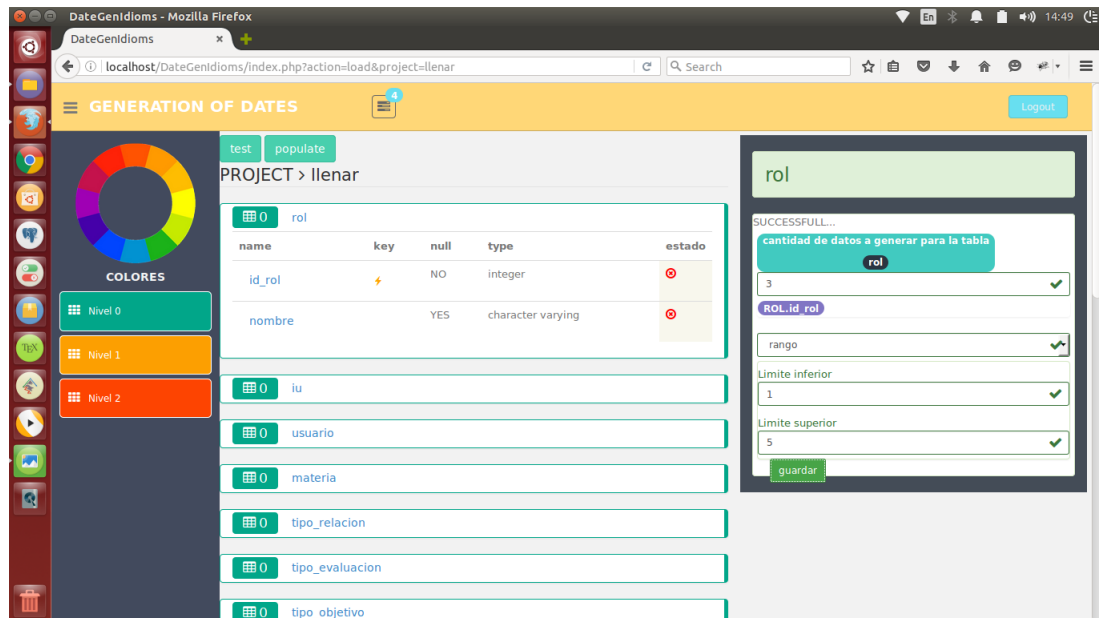 DateGenIdioms - Mozilla Firefox
En
14:49
DateGenIdioms
localhost/DateGenIdioms/index.php?action=load&project=llenar
Search
GENERATION OF DATES
4
Logout
test
populate
PROJECT > llenar
COLORES
Nivel 0
Nivel 1
Nivel 2
0 rol
name key null type estado
id_rol NO integer
nombre YES character varying
0 iu
0 usuario
0 materia
0 tipo_relacion
0 tipo_evaluacion
0 tipo_objetivo
rol
SUCCESSFULL...
cantidad de datos a generar para la tabla
rol
3
ROL.id_rol
rango
Limite inferior
1
Limite superior
5
guardar
TEX